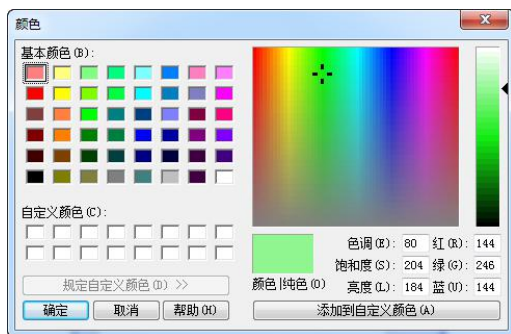 颜色
基本颜色(B):
自定义颜色(C):
规定自定义颜色(D) >>
确定 取消 帮助(H)
颜色|纯色(O)
色调(E): 80 红(R): 144
饱和度(S): 204 绿(G): 246
亮度(L): 184 蓝(U): 144
添加到自定义颜色(A)